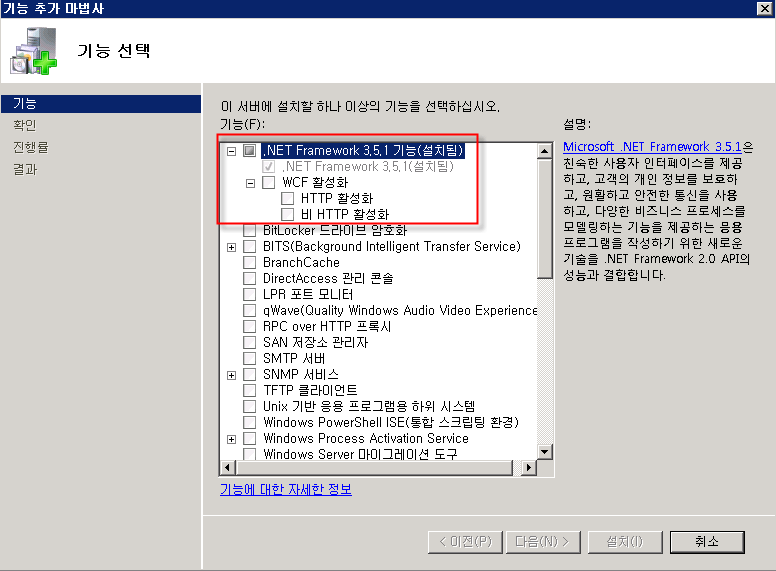 기능 추가 마법사
기능 선택
기능
확인
진행률
결과
이 서버에 설치할 하나 이상의 기능을 선택하십시오.
기능(F):
.NET Framework 3.5.1 기능(설치됨)
.NET Framework 3.5.1(설치됨)
WCF 활성화
HTTP 활성화
비 HTTP 활성화
BitLocker 드라이브 암호화
BITS(Background Intelligent Transfer Service)
BranchCache
DirectAccess 관리 콘솔
LPR 포트 모니터
qWave(Quality Windows Audio Video Experience
RPC over HTTP 프록시
SAN 저장소 관리자
SMTP 서버
SNMP 서비스
TFTP 클라이언트
Unix 기반 응용 프로그램용 하위 시스템
Windows PowerShell ISE(통합 스크립팅 환경)
Windows Process Activation Service
Windows Server 마이그레이션 도구
기능에 대한 자세한 정보
설명:
Microsoft .NET Framework 3.5.1은
친숙한 사용자 인터페이스를 제공
하고, 고객의 개인 정보를 보호하
고, 원활하고 안전한 통신을 사용
하고, 다양한 비즈니스 프로세스를
모델링하는 기능을 제공하는 응용
프로그램을 작성하기 위한 새로운
기술을 .NET Framework 2.0 API의
성능과 결합합니다.
< 이전(P)
다음(N) >
설치(I)
취소